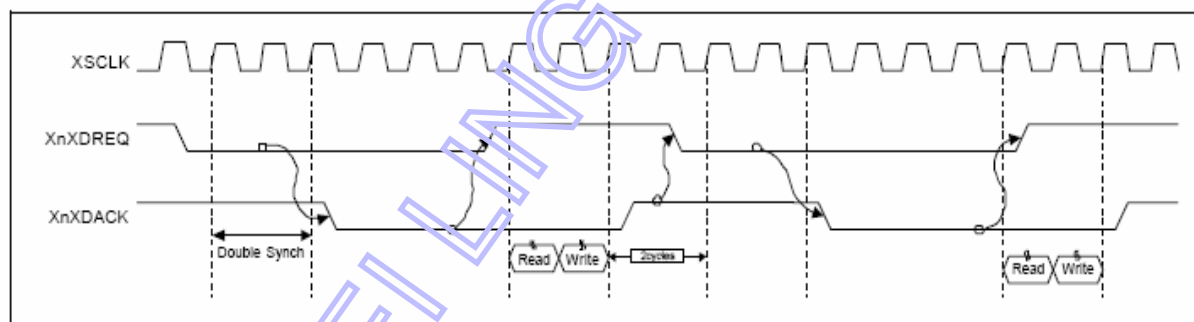 XSCLK
XnXDREQ
XnXDACK
Double Synch
Read Write
2cycles
Read Write